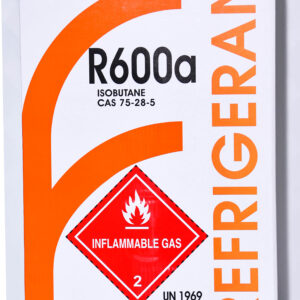 R600a
ISOBUTANE
CAS 75-28-5
INFLAMMABLE GAS
2
UN 1969
REFRIGERAN